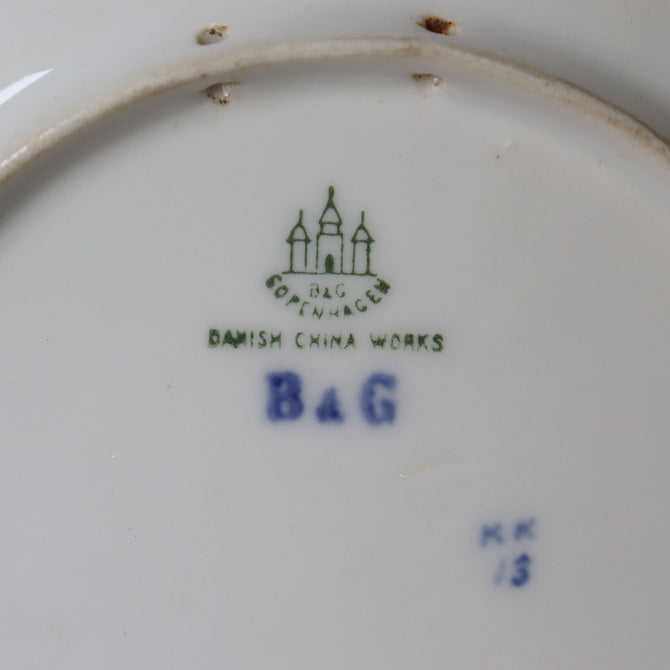 B&G
COPENHAGEN
DANISH CHINA WORKS
B & G
KK
13